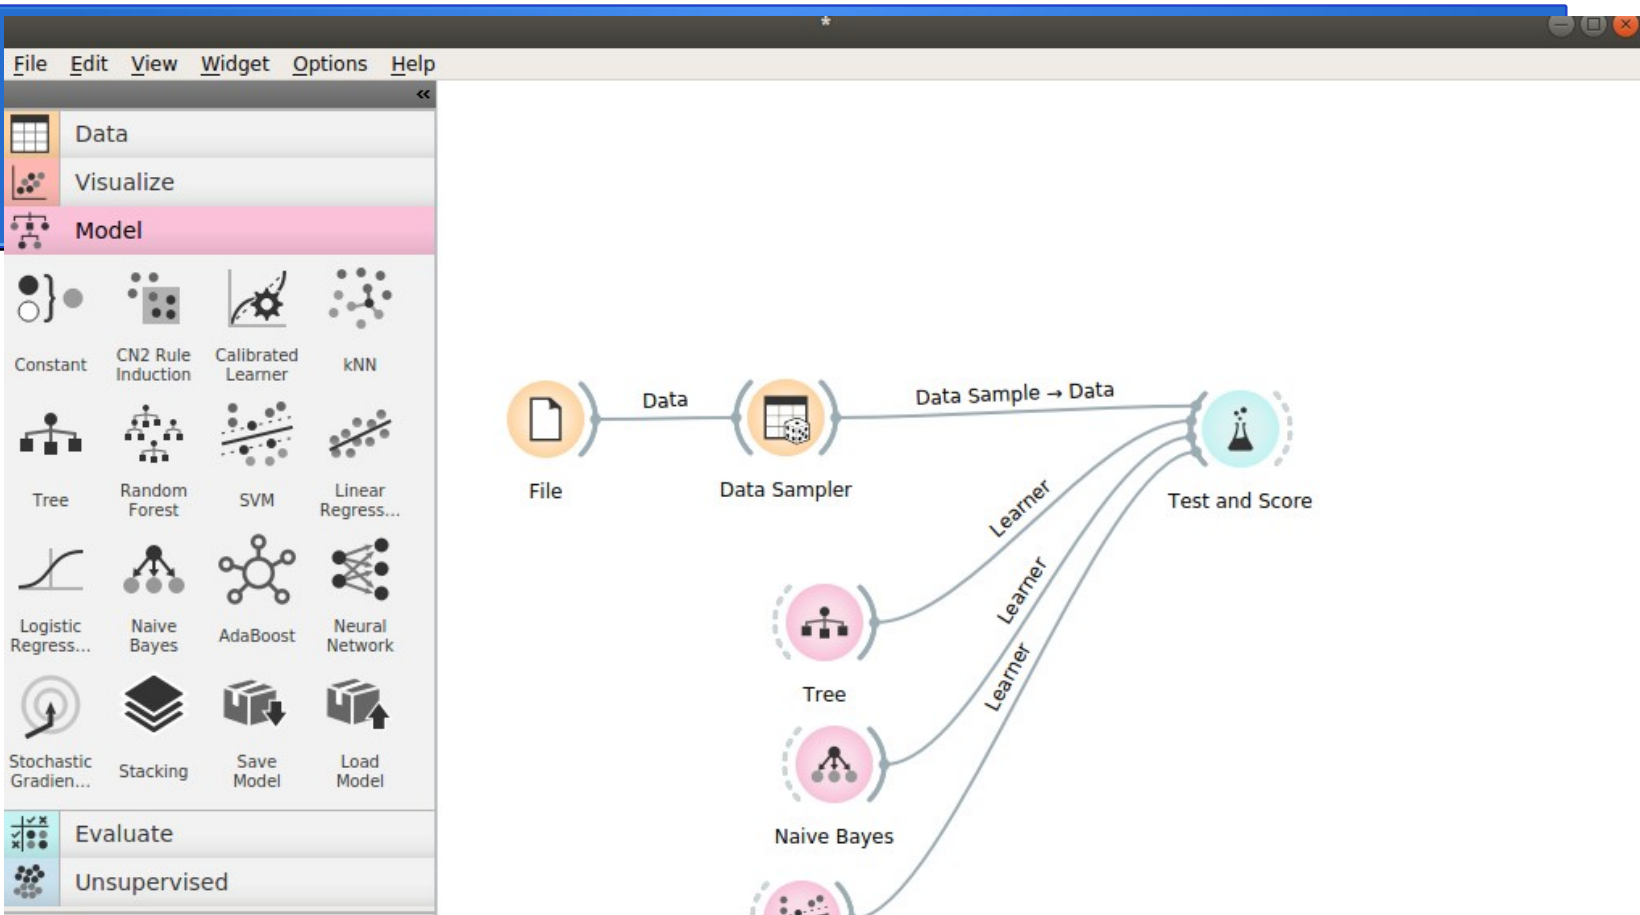 *
File Edit View Widget Options Help
«
Data
Visualize
Model
Constant
CN2 Rule
Induction
Calibrated
Learner
kNN
Tree
Random
Forest
SVM
Linear
Regress...
Logistic
Regress...
Naive
Bayes
AdaBoost
Neural
Network
Stochastic
Gradien...
Stacking
Save
Model
Load
Model
Evaluate
Unsupervised
Data
Data Sample → Data
File
Data Sampler
Test and Score
Learner
Learner
Learner
Tree
Naive Bayes